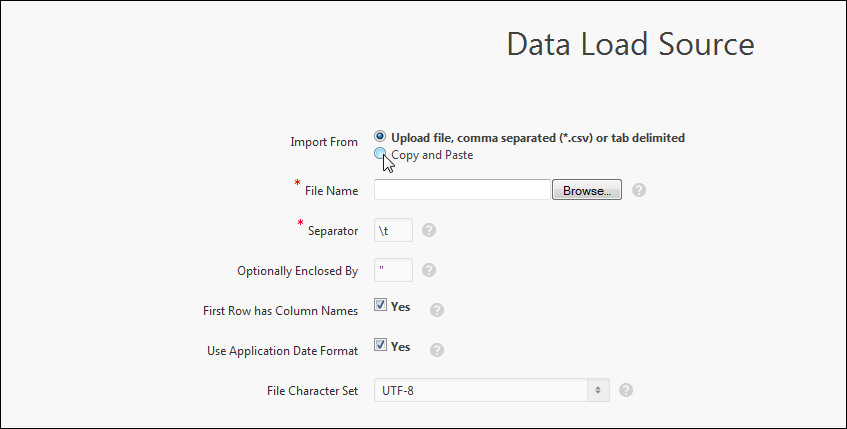 Data Load Source
Import From
Upload file, comma separated (*.csv) or tab delimited
Copy and Paste
* File Name
Browse... ?
* Separator \t ?
Optionally Enclosed By " ?
First Row has Column Names Yes ?
Use Application Date Format Yes ?
File Character Set UTF-8 ?